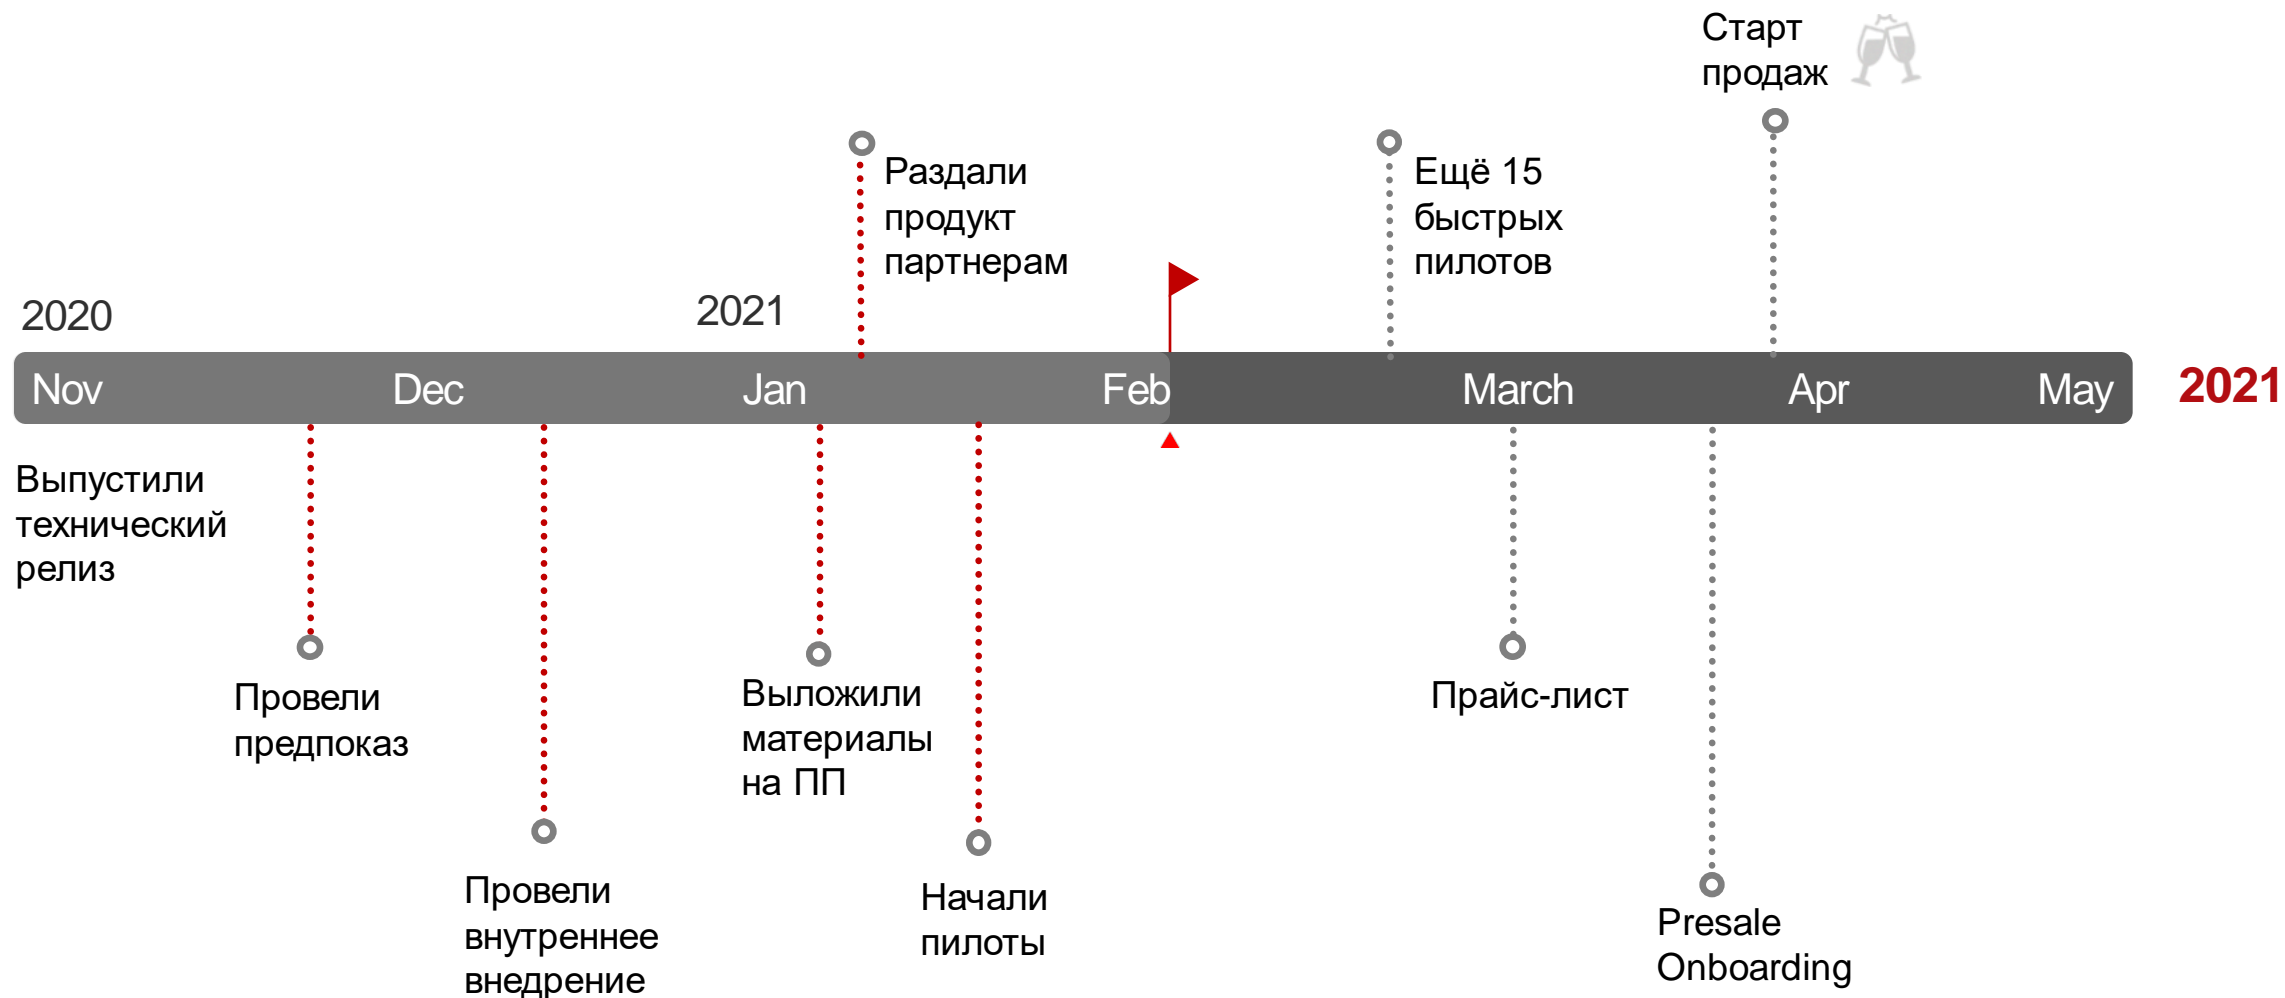 Старт
продаж
Раздали
продукт
партнерам
Ещё 15
быстрых
пилотов
2020
2021
Nov
Dec
Jan
Feb
March
Apr
May
2021
Выпустили
технический
релиз
Провели
предпоказ
Провели
внутреннее
внедрение
Выложили
материалы
на ПП
Начали
пилоты
Прайс-лист
Presale
Onboarding